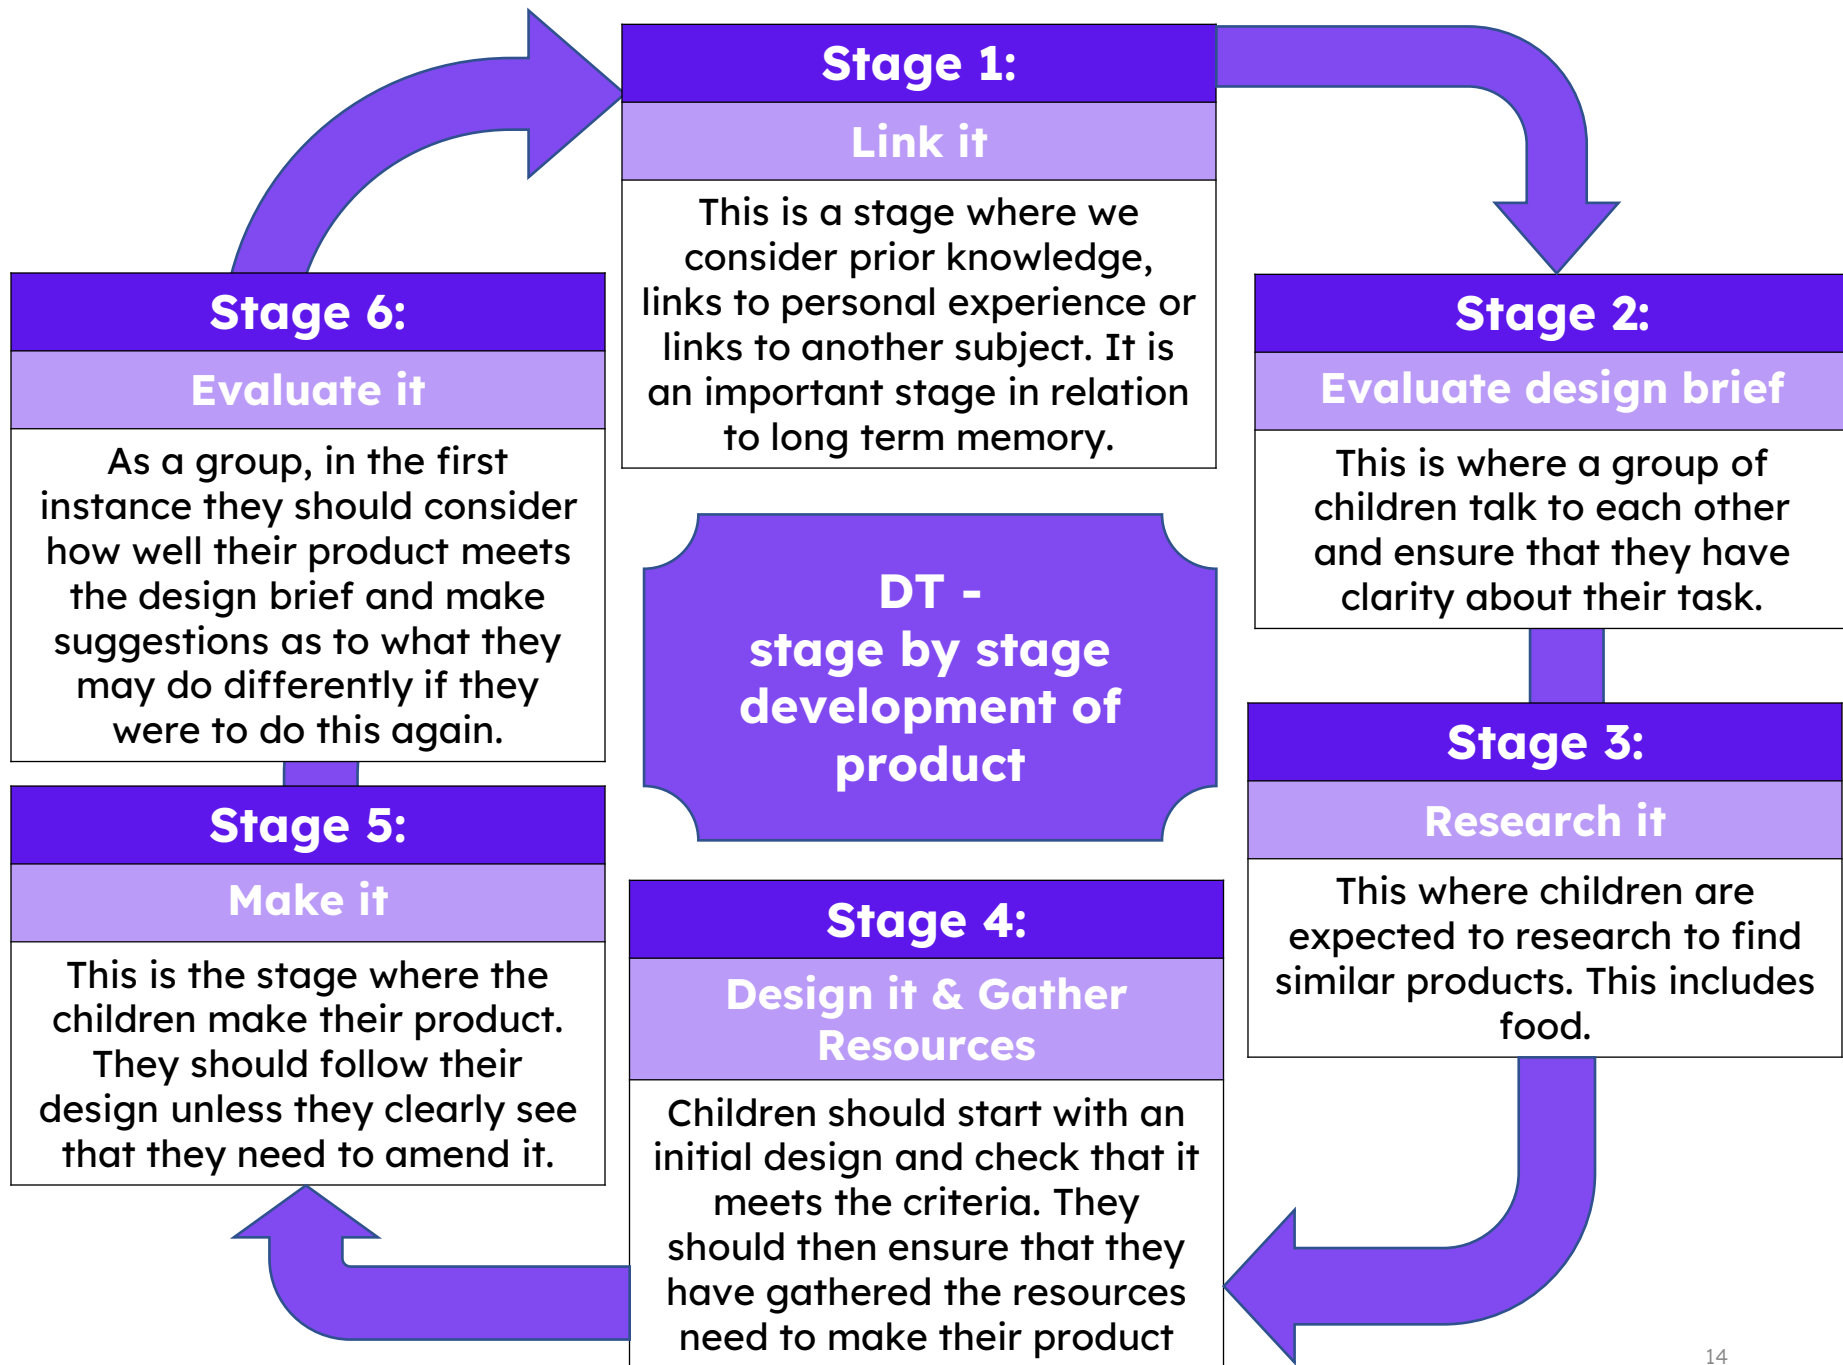 Stage 1:
Link it
This is a stage where we
consider prior knowledge,
links to personal experience or
links to another subject. It is
an important stage in relation
to long term memory.
Stage 2:
Evaluate design brief
This is where a group of
children talk to each other
and ensure that they have
clarity about their task.
Stage 3:
Research it
This where children are
expected to research to find
similar products. This includes
food.
Stage 4:
Design it & Gather
Resources
Children should start with an
initial design and check that it
meets the criteria. They
should then ensure that they
have gathered the resources
need to make their product
Stage 5:
Make it
This is the stage where the
children make their product.
They should follow their
design unless they clearly see
that they need to amend it.
Stage 6:
Evaluate it
As a group, in the first
instance they should consider
how well their product meets
the design brief and make
suggestions as to what they
may do differently if they
were to do this again.
DT -
stage by stage
development of
product
14